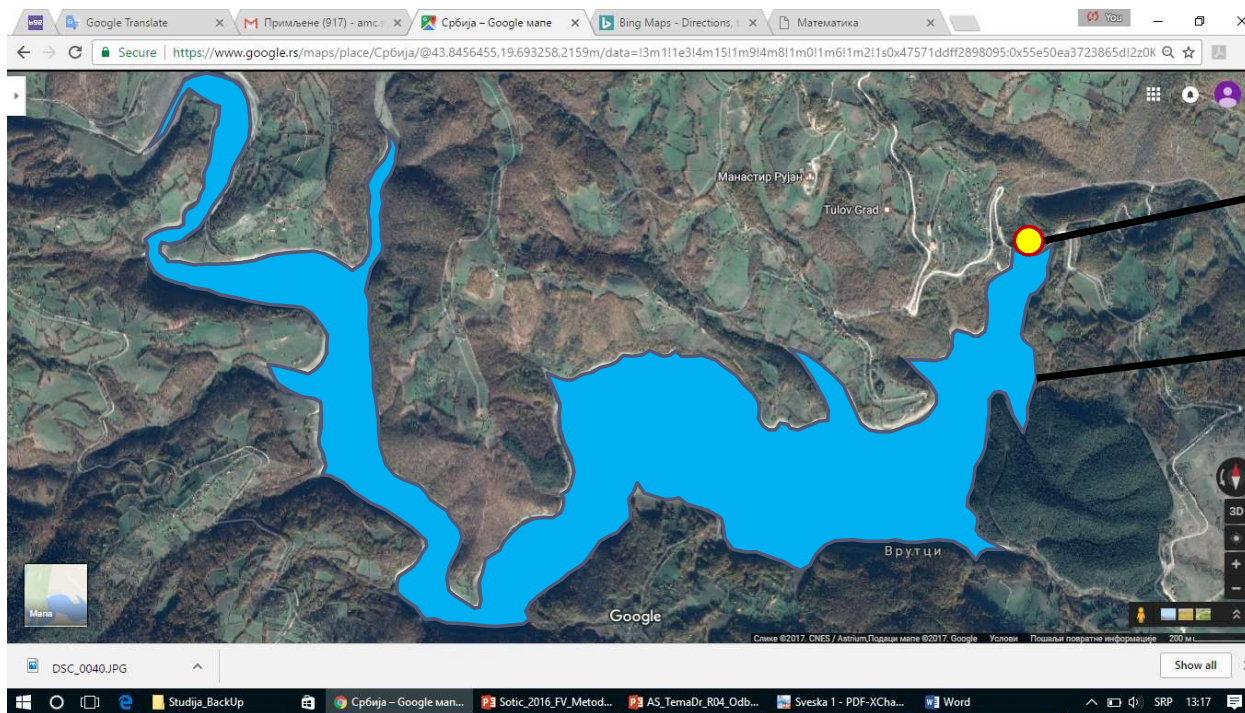 b92
Google Translate
Примљене (917) – amc.s
Србија – Google мапе
Bing Maps - Directions, t
Математика
You
Secure | https://www.google.rs/maps/place/Србија/@43.8456455,19.693258,2159m/data=!3m1!1e3!4m15!1m9!4m8!1m0!1m6!1m2!1s0x47571ddff2898095:0x55e50ea3723865d!2z0K
Манастир Рујан
Tulov Grad
3D
Врутци
Мапа
Google
Слике ©2017. CNES / Astrium,Подаци мапе ©2017. Google Услови Пошаљи повратне информације 200 м
DSC_0040.JPG
Show all
Studija_BackUp
Србија – Google мап...
Sotic_2016_FV_Metod...
AS_TemaDr_R04_Odb...
Sveska 1 - PDF-XCha...
Word
SRP
13:17